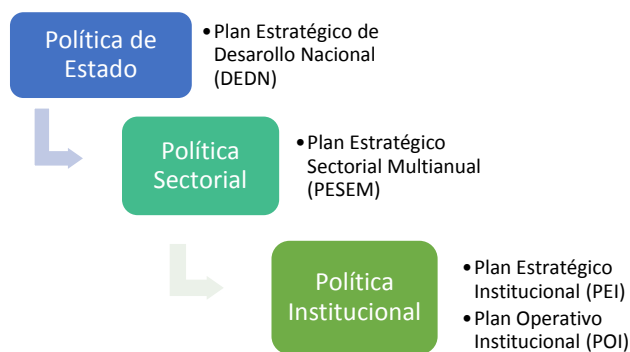 Política de
Estado
•Plan Estratégico de
Desarollo Nacional
(DEDN)
Política
Sectorial
•Plan Estratégico
Sectorial Multianual
(PESEM)
Política
Institucional
•Plan Estratégico
Institucional (PEI)
•Plan Operativo
Institucional (POI)